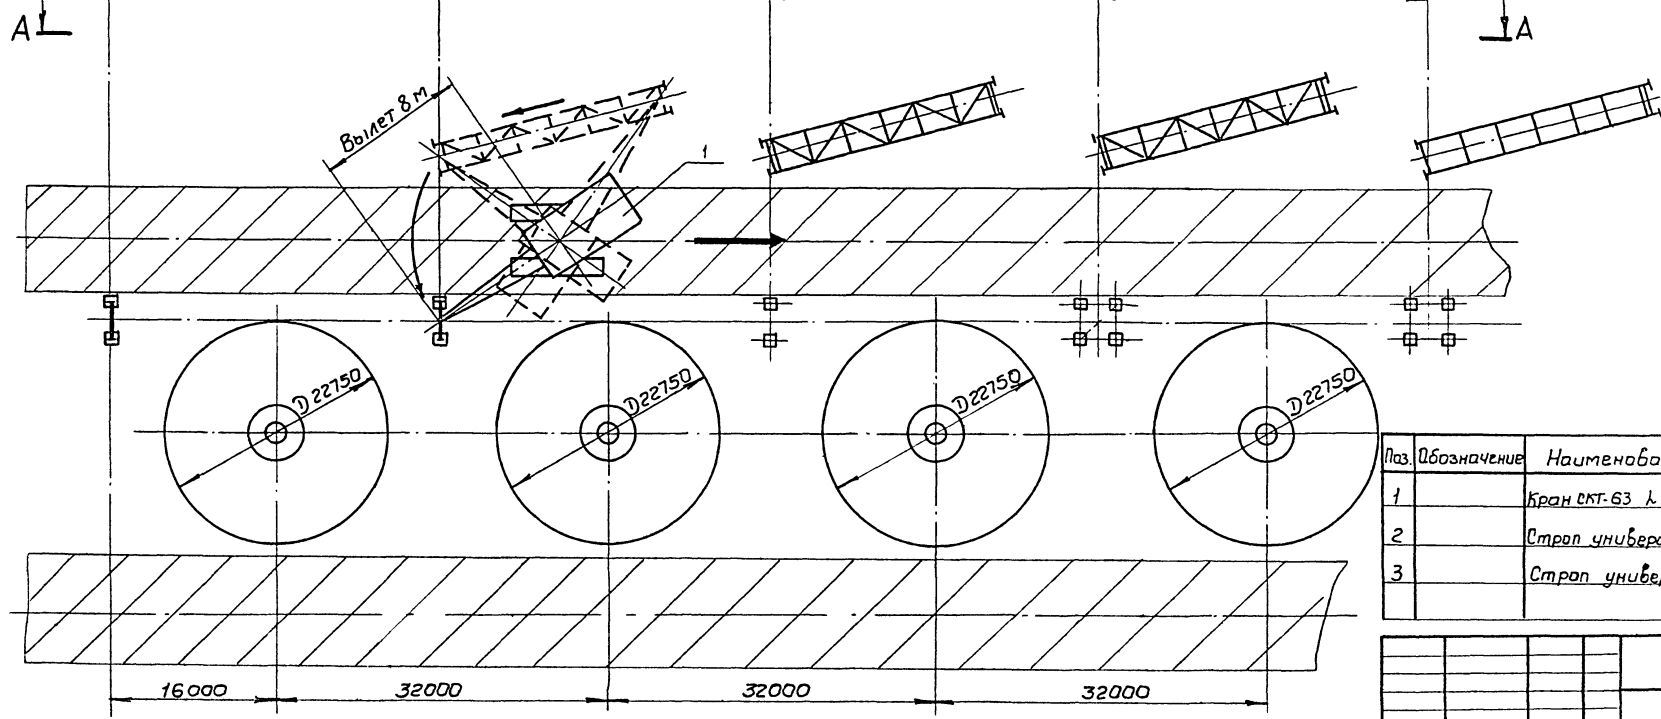 А А
Вылет 8 м
1
D 22750 D 22750 D 22750 D 22750
Поз. Обозначение Наименова
1 Кран СКТ-63 L
2 Строп универс
3 Строп универ
16000 32000 32000 32000